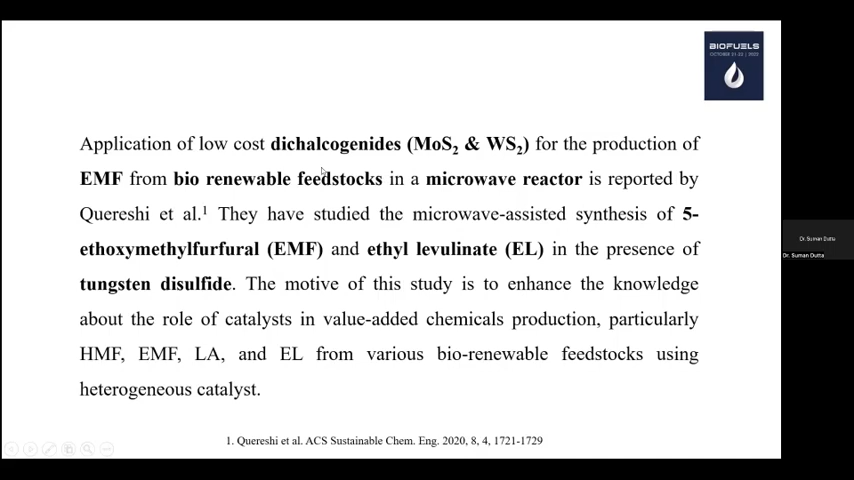 BIOFUELS
OCTOBER 21-22 | 2022
Application of low cost dichalcogenides (MoS₂ & WS₂) for the production of
EMF from bio renewable feedstocks in a microwave reactor is reported by
Quereshi et al.¹ They have studied the microwave-assisted synthesis of 5-
ethoxymethylfurfural (EMF) and ethyl levulinate (EL) in the presence of
tungsten disulfide. The motive of this study is to enhance the knowledge
about the role of catalysts in value-added chemicals production, particularly
HMF, EMF, LA, and EL from various bio-renewable feedstocks using
heterogeneous catalyst.
1. Quereshi et al. ACS Sustainable Chem. Eng. 2020, 8, 4, 1721-1729
Dr. Suman Dutta
Dr. Suman Dutta